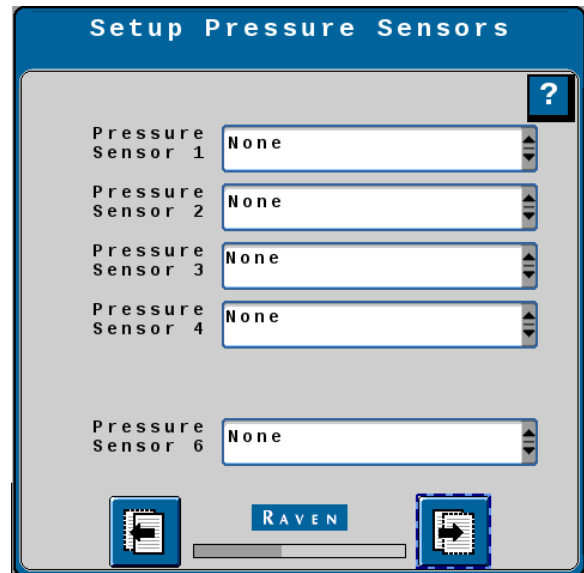 Setup Pressure Sensors
?
Pressure
Sensor 1
None
Pressure
Sensor 2
None
Pressure
Sensor 3
None
Pressure
Sensor 4
None
Pressure
Sensor 6
None
RAVEN